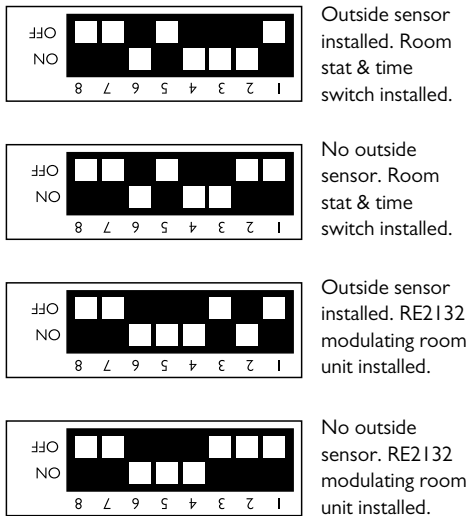 OFF
ON
8 7 6 5 4 3 2 1
Outside sensor
installed. Room
stat & time
switch installed.
OFF
ON
8 7 6 5 4 3 2 1
No outside
sensor. Room
stat & time
switch installed.
OFF
ON
8 7 6 5 4 3 2 1
Outside sensor
installed. RE2132
modulating room
unit installed.
OFF
ON
8 7 6 5 4 3 2 1
No outside
sensor. RE2132
modulating room
unit installed.